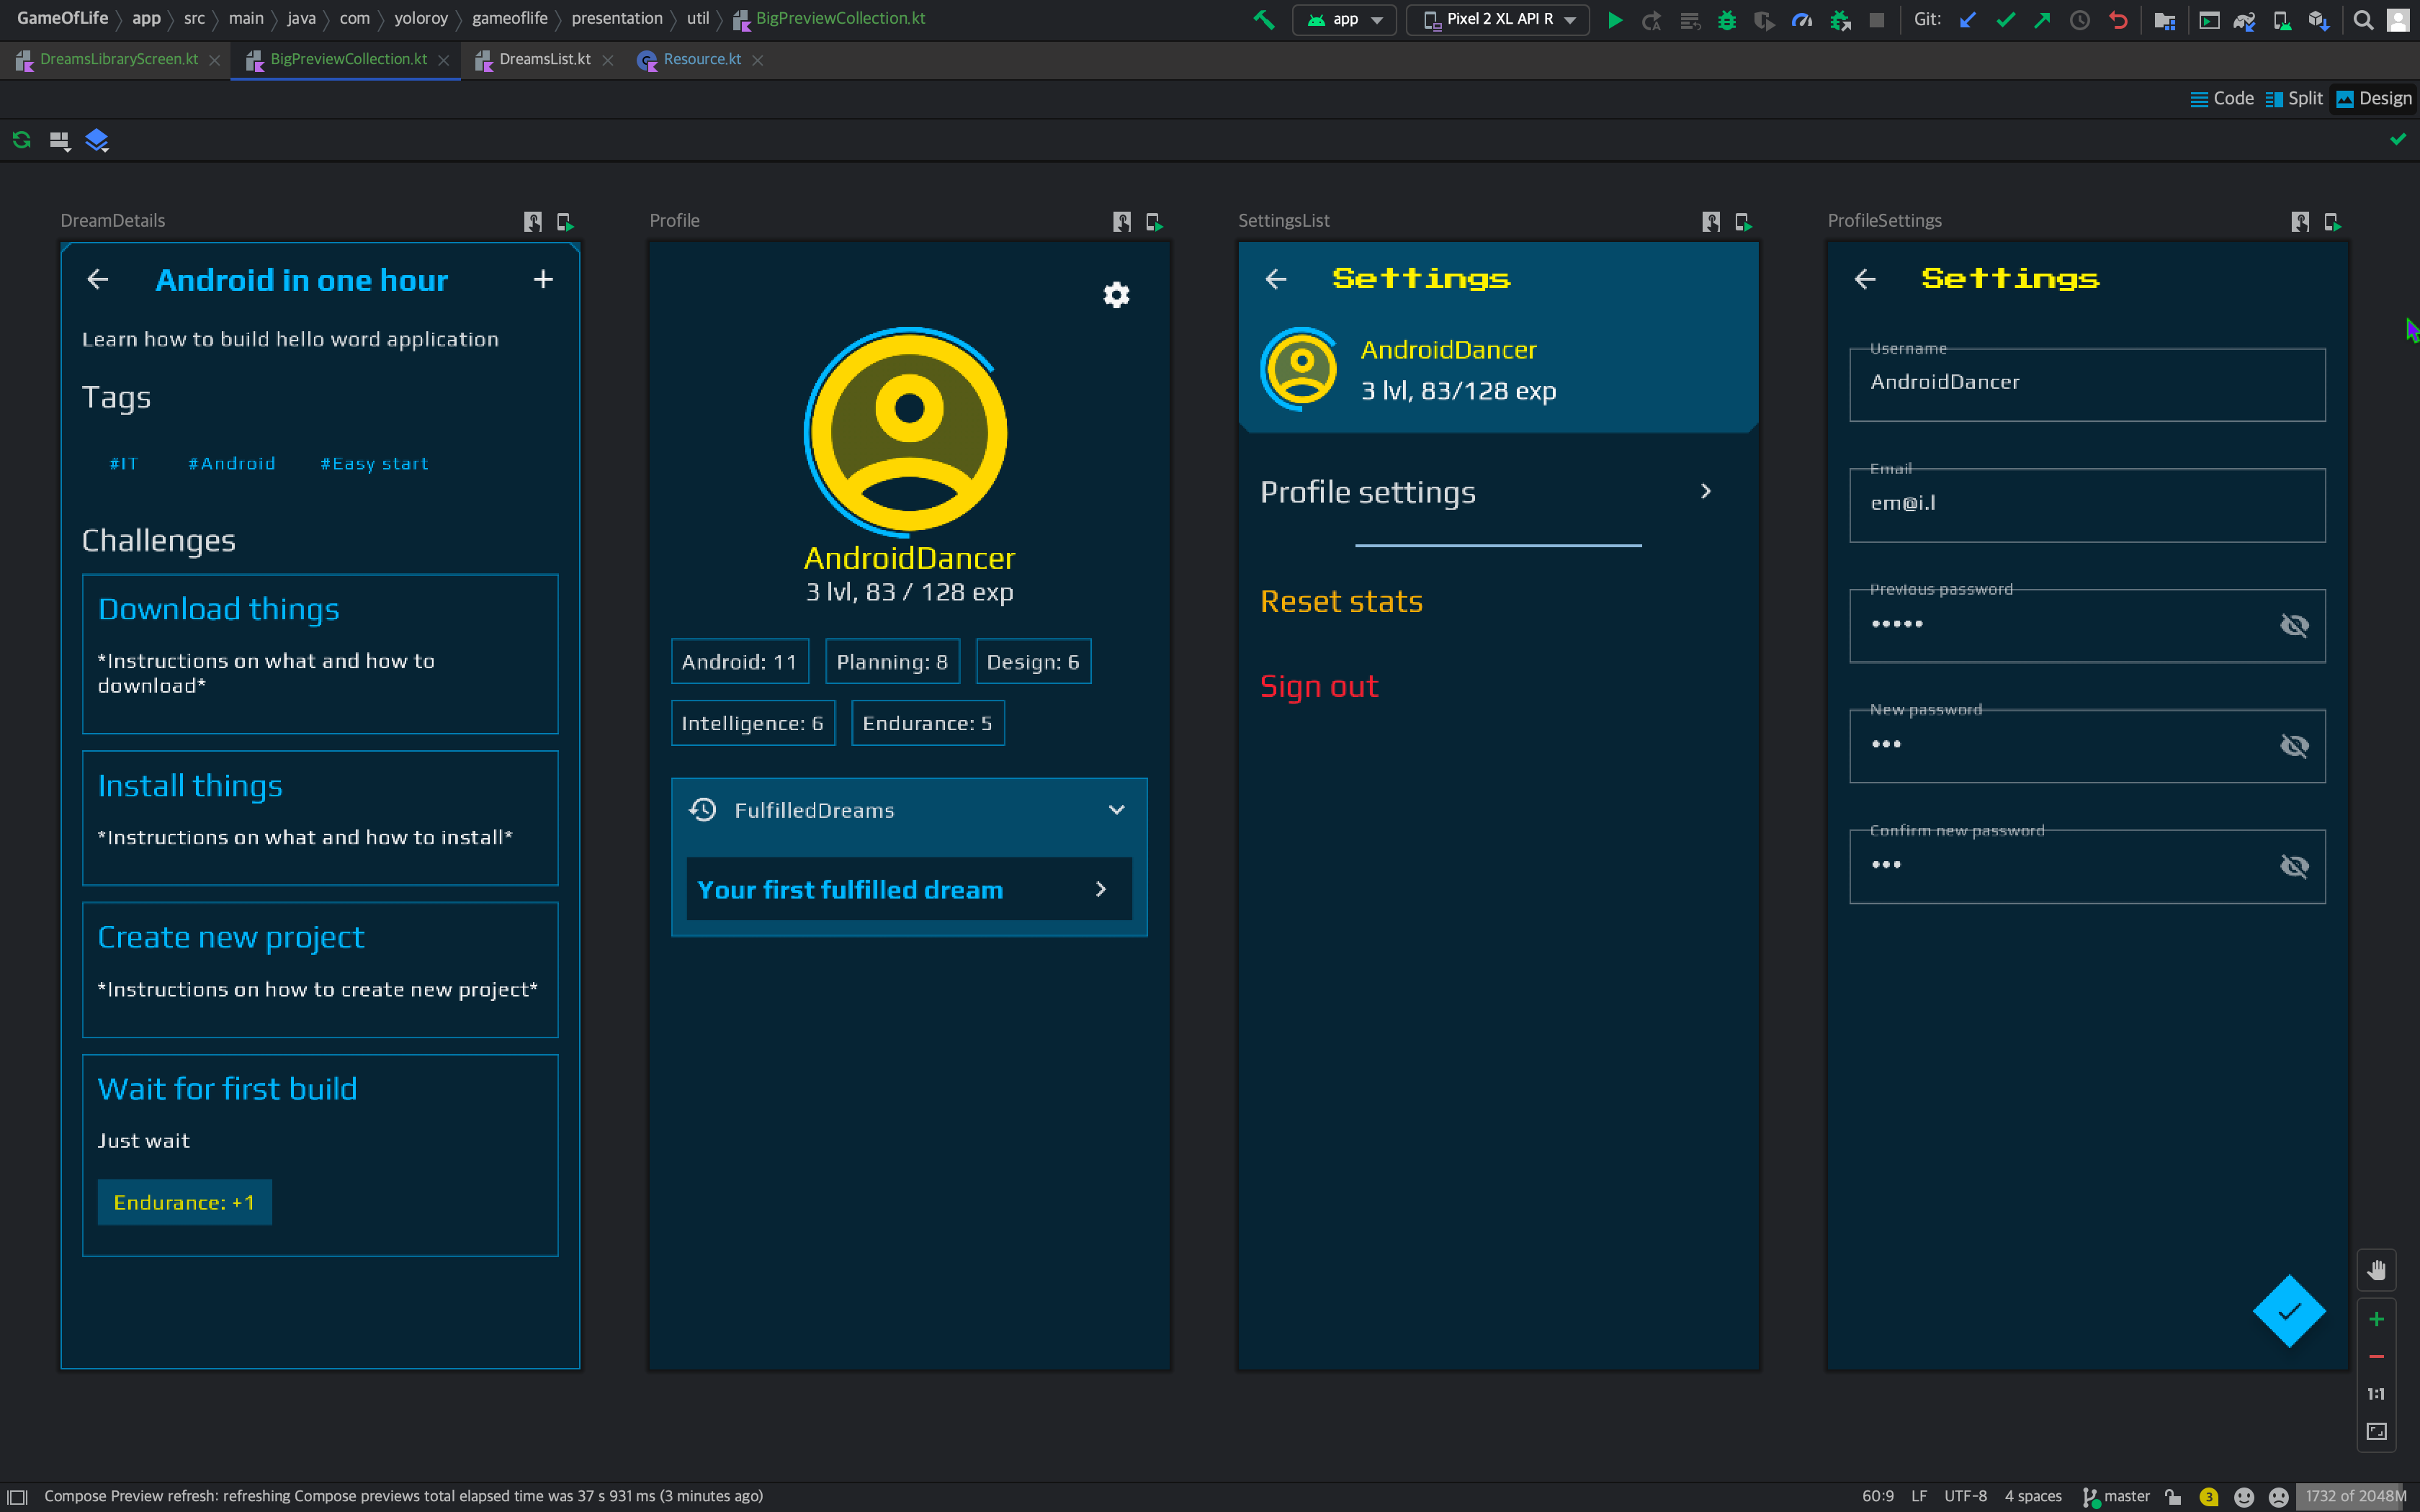 GameOfLife app src main java com yoloroy gameoflife presentation util BigPreviewCollection.kt
app
Pixel 2 XL API R
Git:
DreamsLibraryScreen.kt
BigPreviewCollection.kt
DreamsList.kt
Resource.kt
Code
Split
Design
DreamDetails
Android in one hour
Learn how to build hello word application
Tags
#IT #Android #Easy start
Challenges
Download things
*Instructions on what and how to
download*
Install things
*Instructions on what and how to install*
Create new project
*Instructions on how to create new project*
Wait for first build
Just wait
Endurance: +1
Profile
AndroidDancer
3 lvl, 83 / 128 exp
Android: 11 Planning: 8 Design: 6
Intelligence: 6 Endurance: 5
FulfilledDreams
Your first fulfilled dream
SettingsList
Settings
AndroidDancer
3 lvl, 83/128 exp
Profile settings
Reset stats
Sign out
ProfileSettings
Settings
Username
AndroidDancer
Email
em@i.l
Previous password
•••••
New password
•••
Confirm new password
•••
1:1
Compose Preview refresh: refreshing Compose previews total elapsed time was 37 s 931 ms (3 minutes ago)
60:9 LF UTF-8 4 spaces master 3 1732 of 2048M